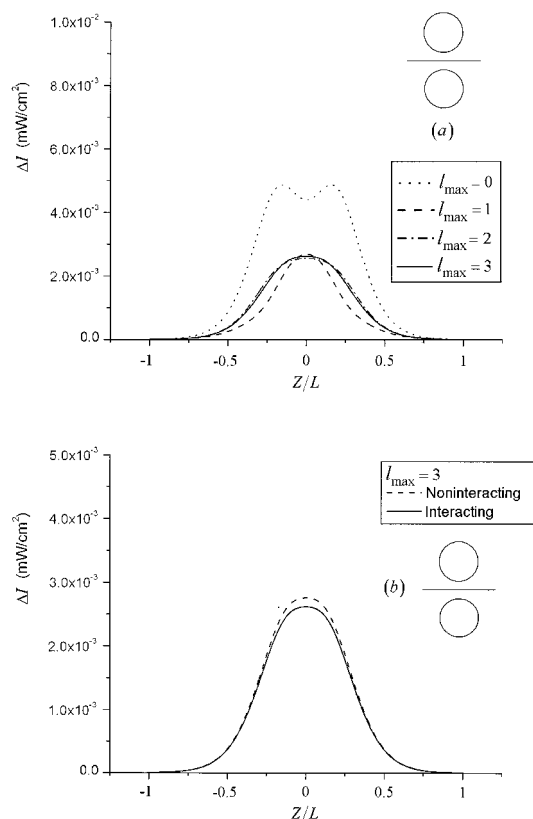 1.0x10⁻²
8.0x10⁻³
6.0x10⁻³
4.0x10⁻³
2.0x10⁻³
0.0
ΔI (mW/cm²)
(a)
l_max = 0
l_max = 1
l_max = 2
l_max = 3
-1 -0.5 0 0.5 1
Z/L
5.0x10⁻³
4.0x10⁻³
3.0x10⁻³
2.0x10⁻³
1.0x10⁻³
0.0
ΔI (mW/cm²)
l_max = 3
Noninteracting
Interacting
(b)
-1 -0.5 0 0.5 1
Z/L